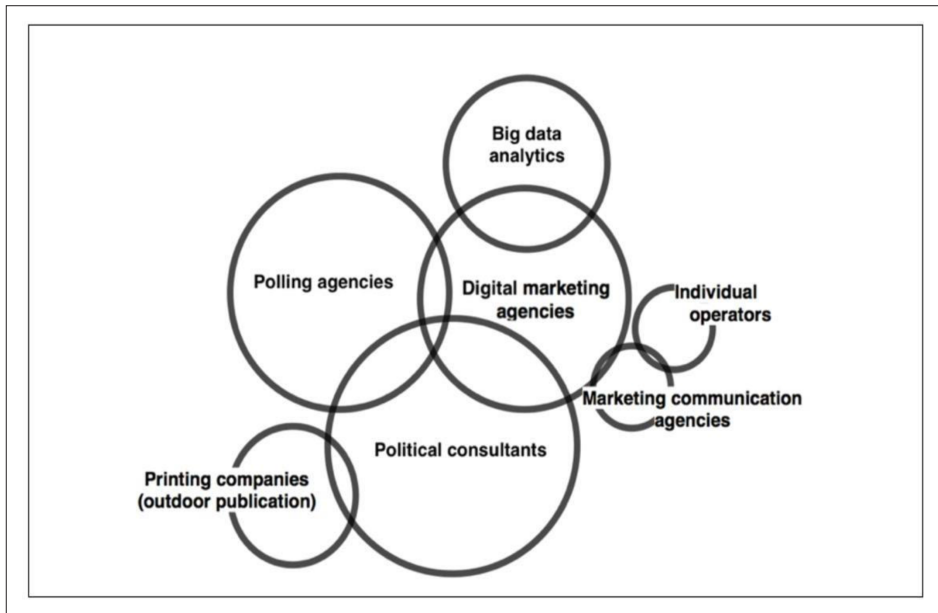 Big data
analytics
Polling agencies
Digital marketing
agencies
Individual
operators
Marketing communication
agencies
Political consultants
Printing companies
(outdoor publication)